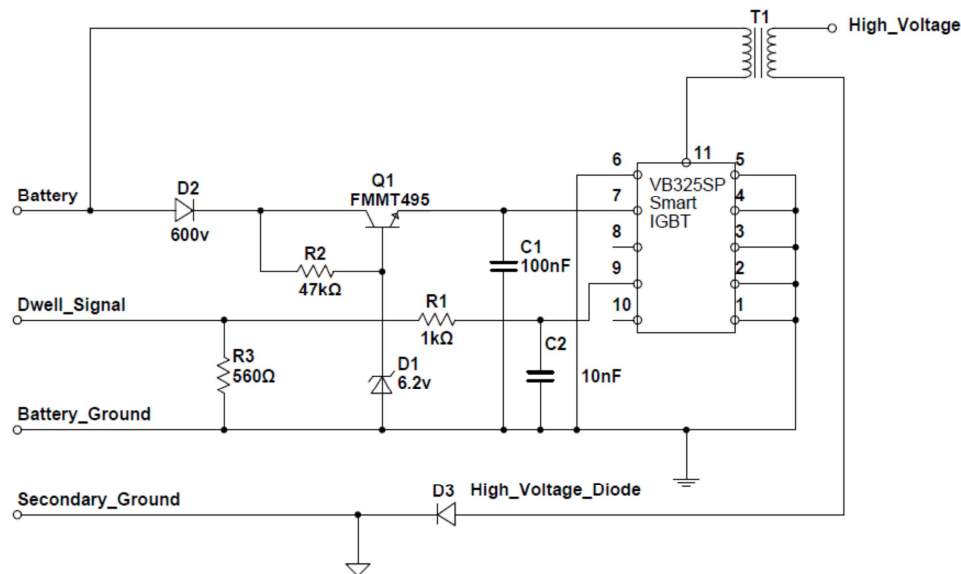 T1
High_Voltage
11
6
5
VB325SP
Smart
IGBT
Battery
D2
600v
Q1
FMMT495
7
4
C1
100nF
8
3
R2
47kΩ
9
2
Dwell_Signal
R1
1kΩ
10
1
R3
560Ω
D1
6.2v
C2
10nF
Battery_Ground
Secondary_Ground
D3
High_Voltage_Diode